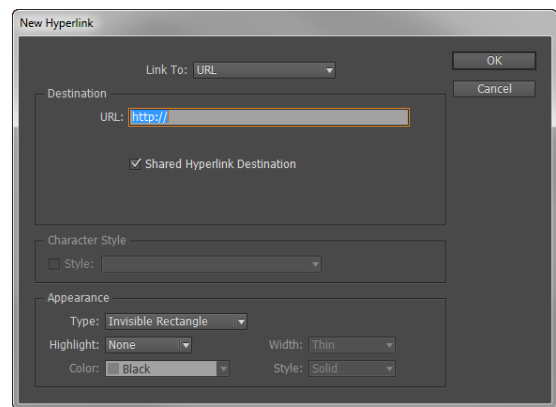 New Hyperlink
Link To: URL
OK
Cancel
Destination
URL: http://
Shared Hyperlink Destination
Character Style
Style:
Appearance
Type: Invisible Rectangle
Highlight: None Width: Thin
Color: Black Style: Solid